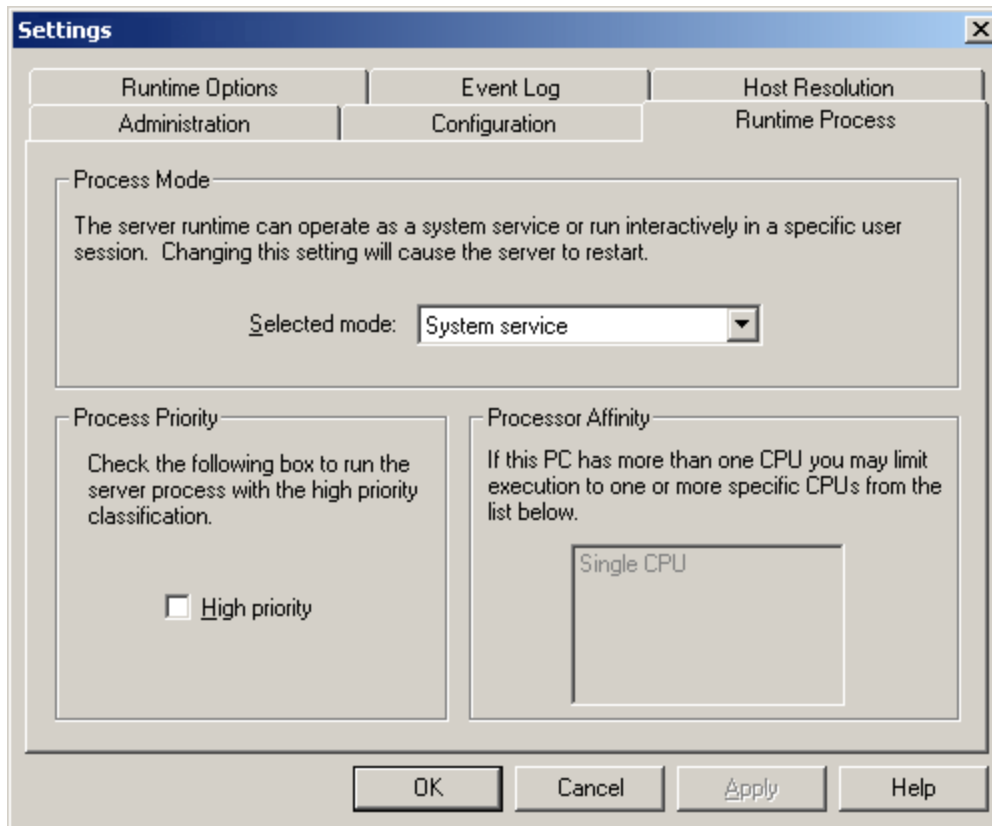 Settings
Runtime Options
Event Log
Host Resolution
Administration
Configuration
Runtime Process
Process Mode
The server runtime can operate as a system service or run interactively in a specific user
session.  Changing this setting will cause the server to restart.
Selected mode:
System service
Process Priority
Check the following box to run the
server process with the high priority
classification.
High priority
Processor Affinity
If this PC has more than one CPU you may limit
execution to one or more specific CPUs from the
list below.
Single CPU
OK
Cancel
Apply
Help